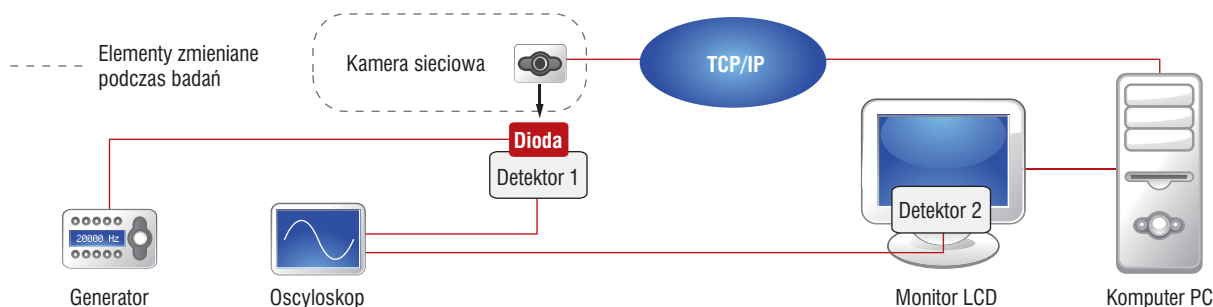 Elementy zmieniane
podczas badań
Kamera sieciowa
TCP/IP
Dioda
Detektor 1
Detektor 2
20000 Hz
Generator
Oscyloskop
Monitor LCD
Komputer PC